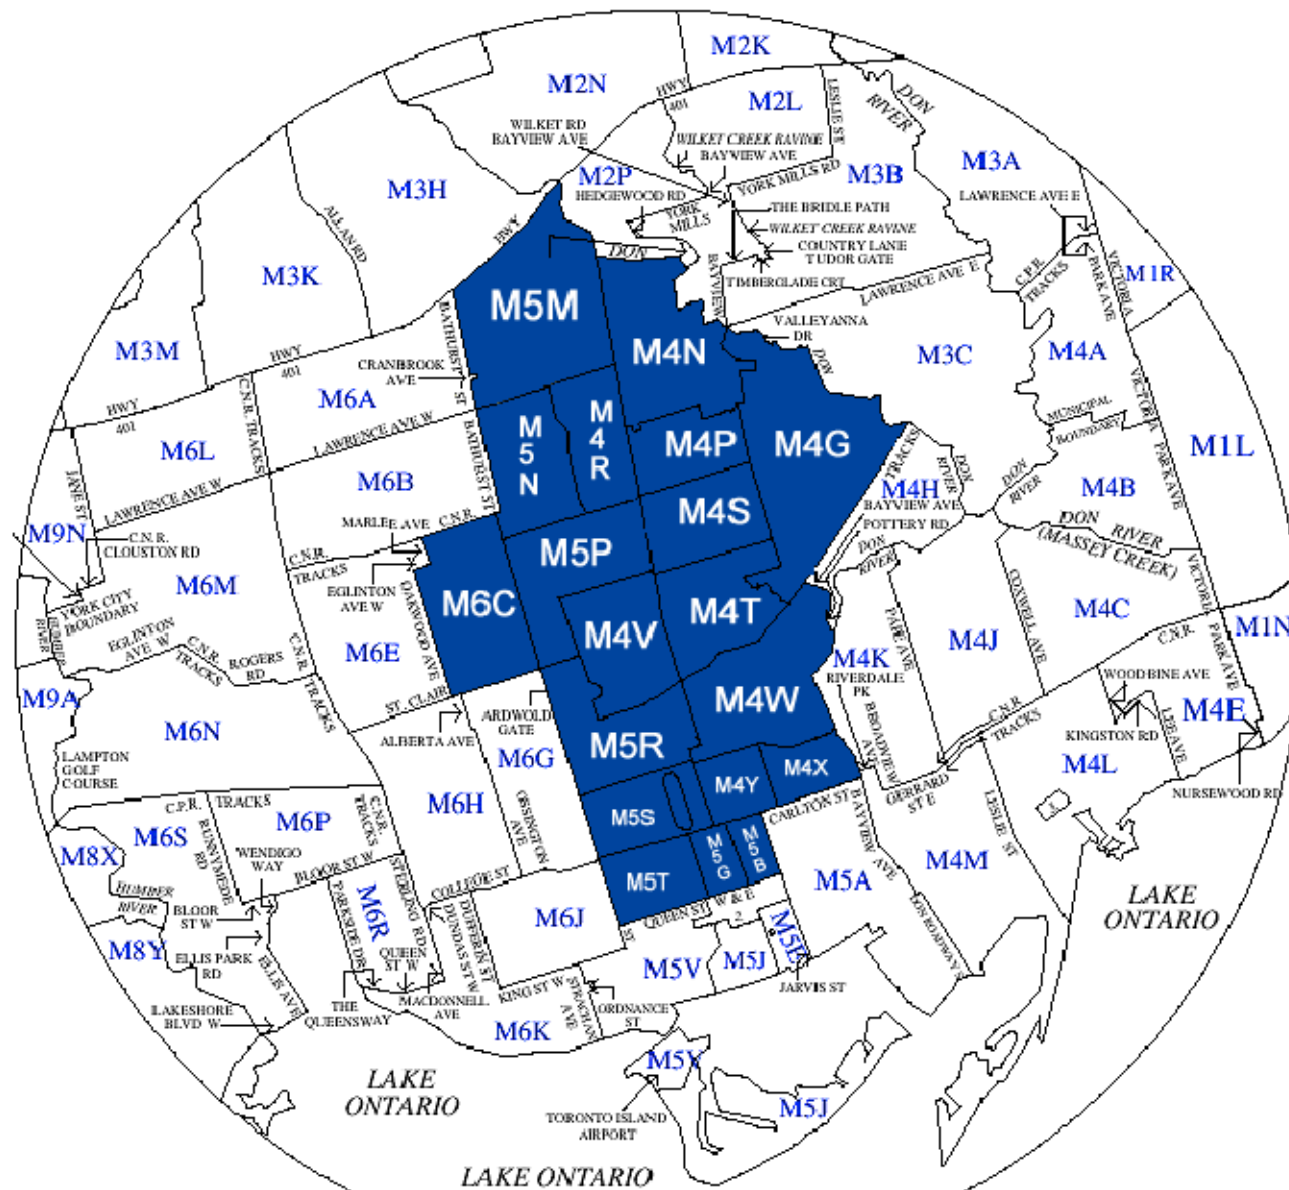 M2K
M2N
HWY
401
M2L
LESLIE ST
DON
RIVER
WILKET RD
BAYVIEW AVE
WILKET CREEK RAVINE
BAYVIEW AVE
M3A
M3H
M2P
HEDGEWOOD RD
YORK MILLS RD
M3B
LAWRENCE AVE E
ALLAN RD
HWY
YORK
MILLS
THE BRIDLE PATH
WILKET CREEK RAVINE
DON
COUNTRY LANE
TUDOR GATE
BAYVIEW
TIMBERGLADE CRT
LAWRENCE AVE E
C.P.R.
TRACKS
VICTORIA
PARK AVE
M1R
M3K
M5M
BATHURST
ST
M3M
HWY
401
CRANBROOK
AVE
M4N
VALLEYANNA
DR
DON
M3C
M4A
VICTORIA
PARK AVE
HWY
401
M6A
C.N.R. TRACKS
LAWRENCE AVE W
M5N
M4R
M4P
M4G
MUNICIPAL
BOUNDARY
M1L
M6L
BATHURST ST
TRACKS
DON
RIVER
DON
RIVER
JANE ST
LAWRENCE AVE W
M6B
M4S
M4H
M4B
M9N
C.N.R.
CLOUSTON RD
MARLEE AVE
C.N.R.
M5P
BAYVIEW AVE
POTTERY RD
DON
RIVER
DON
RIVER
(MASSEY CREEK)
C.N.R.
TRACKS
M6M
EGLINTON
AVE W
OAKWOOD AVE
M6C
M4T
COXWELL AVE
M4C
VICTORIA
PARK AVE
YORK CITY
BOUNDARY
HUMBER
RIVER
EGLINTON
AVE W
C.N.R.
TRACKS
ROGERS
RD
C.N.R.
TRACKS
M6E
M4V
PAPE AVE
M4J
C.N.R.
M1N
M9A
ST. CLAIR
M4K
RIVERDALE
PK
WOODBINE AVE
M6N
ALBERTA AVE
ARDWOLD
GATE
M4W
BROADVIEW
AVE
C.N.R.
TRACKS
KINGSTON RD
LEE AVE
M4E
LAMPTON
GOLF
COURSE
M6G
M5R
M4L
NURSEWOOD RD
C.P.R.
TRACKS
C.N.R.
TRACKS
M6H
OSSINGTON
AVE
M4Y
M4X
GERRARD
ST E
LESLIE ST
M6S
RUNNYMEDE
RD
M6P
M5S
CARLTON ST
BAYVIEW AVE
M8X
WENDIGO
WAY
BLOOR ST W
M5G
M5B
M4M
HUMBER
RIVER
BLOOR
ST W
PARKSIDE DR
M6R
STERLING RD
COLLEGE ST
M5T
M5A
LAKE
ONTARIO
DUFFERIN ST
DUNDAS ST W
M6J
QUEEN ST W & E
2
M8Y
ELLIS PARK
RD
ELLIS AVE
QUEEN
ST W
ST
M5V
M5J
M5E
DON ROADWAY S
LAKESHORE
BLVD W
THE
QUEENSWAY
MACDONNELL
AVE
KING ST W
STRACHAN
AVE
ORDNANCE
ST
JARVIS ST
M6K
LAKE
ONTARIO
M5V
TORONTO ISLAND
AIRPORT
M5J
LAKE ONTARIO